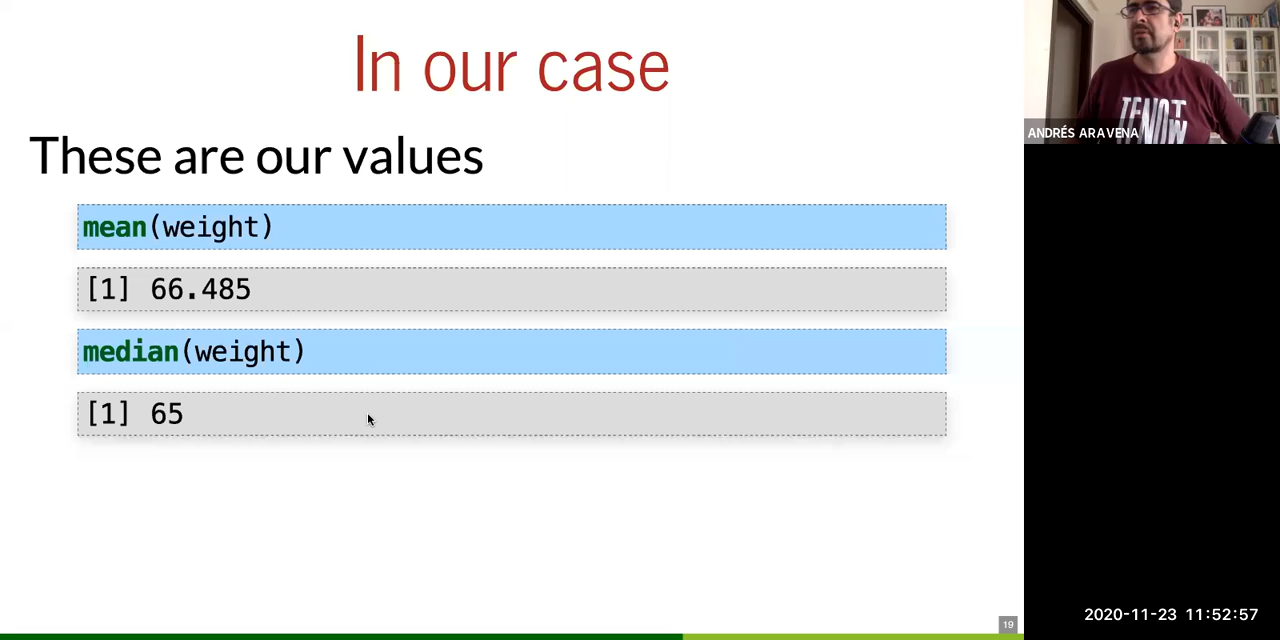 In our case
These are our values
mean(weight)
[1] 66.485
median(weight)
[1] 65
19
ANDRÉS ARAVENA
2020-11-23 11:52:57